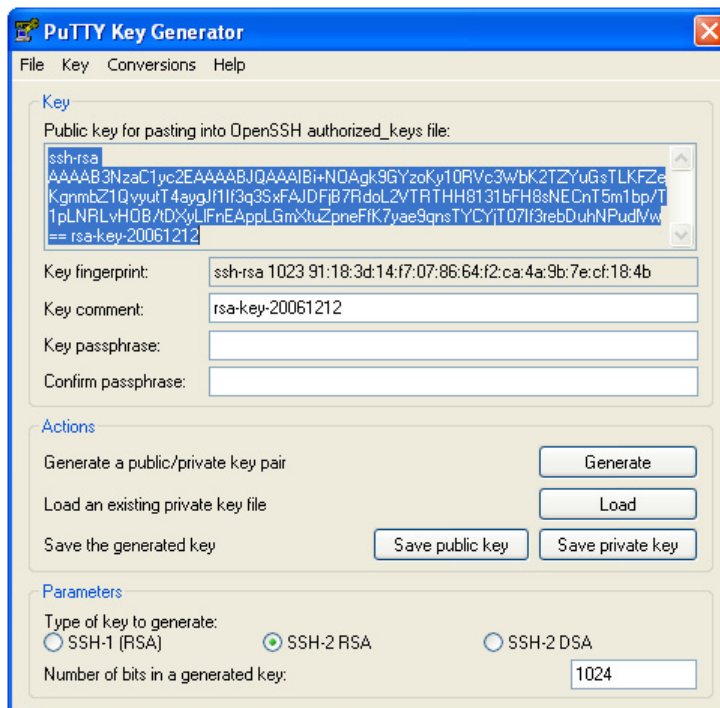 PuTTY Key Generator
File Key Conversions Help
Key
Public key for pasting into OpenSSH authorized_keys file:
ssh-rsa
AAAAB3NzaC1yc2EAAAABJQAAAIBi+NOAgk9GYzoKy10RVc3WbK2TZYuGsTLKFZe
KgnmbZ1QvyutT4aygJf1If3q3SxFAJDFjB7RdoL2VTRTHH8131bFH8sNECnT5m1bp/T
1pLNRLvHOB/tDXyLlFnEAppLGmXtuZpneFfK7yae9qnsTYCYjT07If3rebDuhNPudlVw
== rsa-key-20061212
Key fingerprint: ssh-rsa 1023 91:18:3d:14:f7:07:86:64:f2:ca:4a:9b:7e:cf:18:4b
Key comment: rsa-key-20061212
Key passphrase:
Confirm passphrase:
Actions
Generate a public/private key pair Generate
Load an existing private key file Load
Save the generated key Save public key Save private key
Parameters
Type of key to generate:
SSH-1 (RSA) SSH-2 RSA SSH-2 DSA
Number of bits in a generated key: 1024